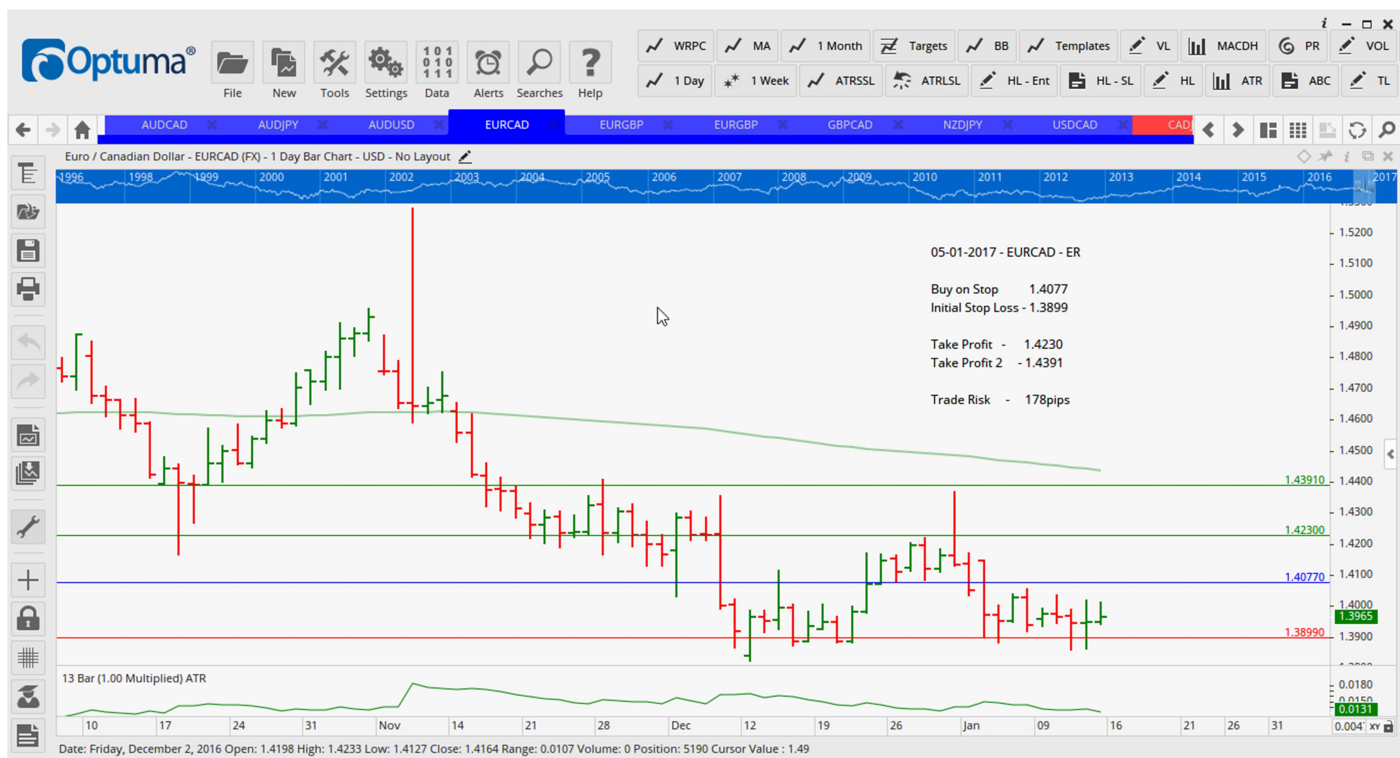 i
Optuma®
File New Tools Settings Data Alerts Searches Help
101
010
111
WRPC MA 1 Month Targets BB Templates VL MACDH PR VOL
1 Day 1 Week ATRSSL ATRLSL HL - Ent HL - SL HL ATR ABC TL
AUDCAD AUDJPY AUDUSD EURCAD EURGBP EURGBP GBPCAD NZDJPY USDCAD CADJ
Euro / Canadian Dollar - EURCAD (FX) - 1 Day Bar Chart - USD - No Layout
1996 1998 1999 2000 2001 2002 2003 2004 2005 2006 2007 2008 2009 2010 2011 2012 2013 2014 2015 2016 2017
1.5200
05-01-2017 - EURCAD - ER
1.5100
Buy on Stop 1.4077
1.5000
Initial Stop Loss - 1.3899
1.4900
Take Profit - 1.4230
1.4800
Take Profit 2 - 1.4391
1.4700
Trade Risk - 178pips
1.4600
1.4500
1.43910
1.4400
1.4300
1.42300
1.4200
1.4100
1.40770
1.4000
1.3965
1.38990
1.3900
13 Bar (1.00 Multiplied) ATR
0.0180
0.0150
0.0131
10 17 24 31 Nov 14 21 28 Dec 12 19 26 Jan 09 16 21 26 31
0.004 XY
Date: Friday, December 2, 2016 Open: 1.4198 High: 1.4233 Low: 1.4127 Close: 1.4164 Range: 0.0107 Volume: 0 Position: 5190 Cursor Value : 1.49